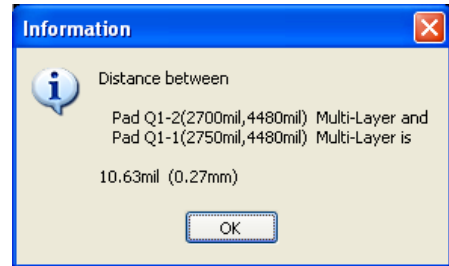 Information
Distance between
Pad Q1-2(2700mil,4480mil) Multi-Layer and
Pad Q1-1(2750mil,4480mil) Multi-Layer is
10.63mil (0.27mm)
OK